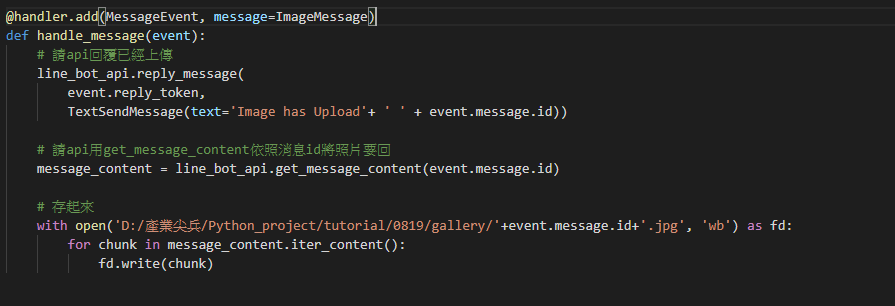 @handler.add(MessageEvent, message=ImageMessage)
def handle_message(event):
    # 請api回覆已經上傳
    line_bot_api.reply_message(
        event.reply_token,
        TextSendMessage(text='Image has Upload'+ ' ' + event.message.id))

    # 請api用get_message_content依照消息id將照片要回
    message_content = line_bot_api.get_message_content(event.message.id)

    # 存起來
    with open('D:/產業尖兵/Python_project/tutorial/0819/gallery/'+event.message.id+'.jpg', 'wb') as fd:
        for chunk in message_content.iter_content():
            fd.write(chunk)